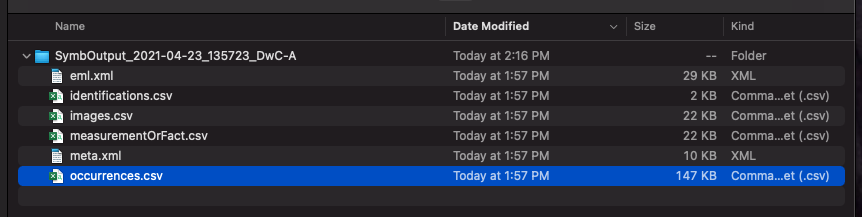 Name Date Modified Size Kind
SymbOutput_2021-04-23_135723_DwC-A Today at 2:16 PM -- Folder
eml.xml Today at 1:57 PM 29 KB XML
identifications.csv Today at 1:57 PM 2 KB Comma...et (.csv)
images.csv Today at 1:57 PM 22 KB Comma...et (.csv)
measurementOrFact.csv Today at 1:57 PM 22 KB Comma...et (.csv)
meta.xml Today at 1:57 PM 10 KB XML
occurrences.csv Today at 1:57 PM 147 KB Comma...et (.csv)